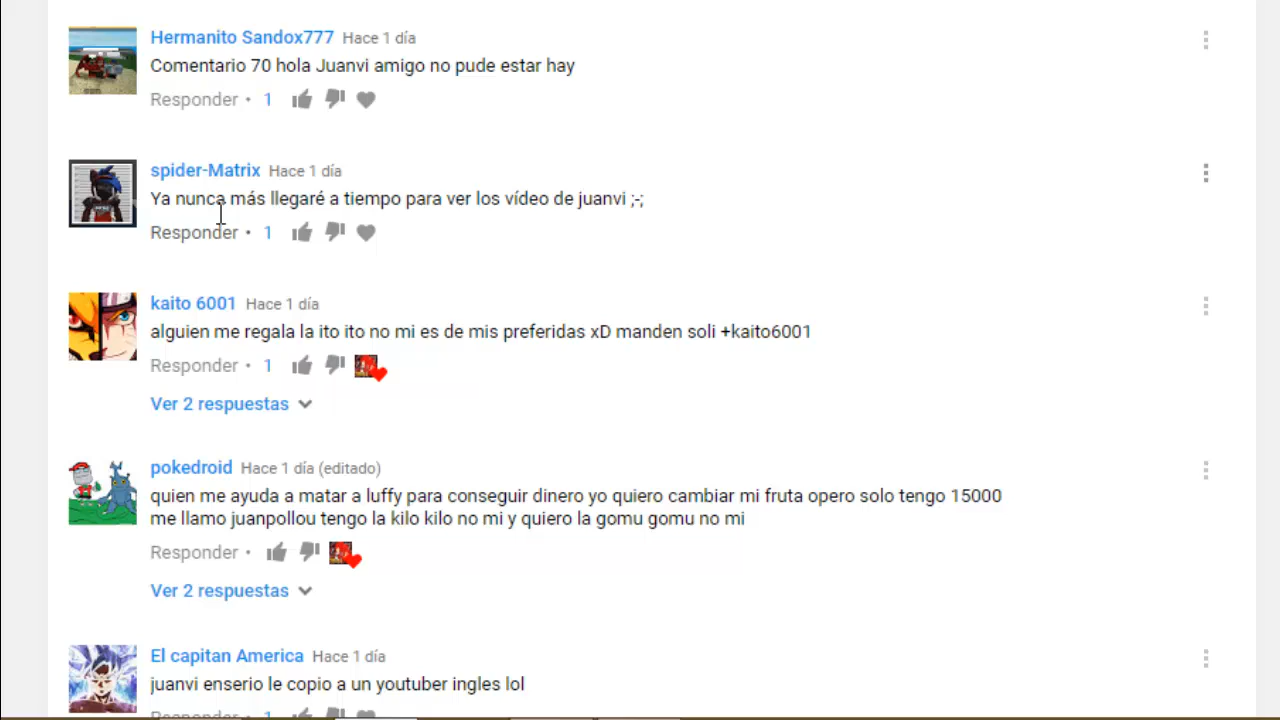 Hermanito Sandox777 Hace 1 día
Comentario 70 hola Juanvi amigo no pude estar hay
Responder • 1
spider-Matrix Hace 1 día
Ya nunca más llegaré a tiempo para ver los vídeo de juanvi ;-;
Responder • 1
kaito 6001 Hace 1 día
alguien me regala la ito ito no mi es de mis preferidas xD manden soli +kaito6001
Responder • 1
Ver 2 respuestas
pokedroid Hace 1 día (editado)
quien me ayuda a matar a luffy para conseguir dinero yo quiero cambiar mi fruta opero solo tengo 15000
me llamo juanpollou tengo la kilo kilo no mi y quiero la gomu gomu no mi
Responder •
Ver 2 respuestas
El capitan America Hace 1 día
juanvi enserio le copio a un youtuber ingles lol
Responder • 1